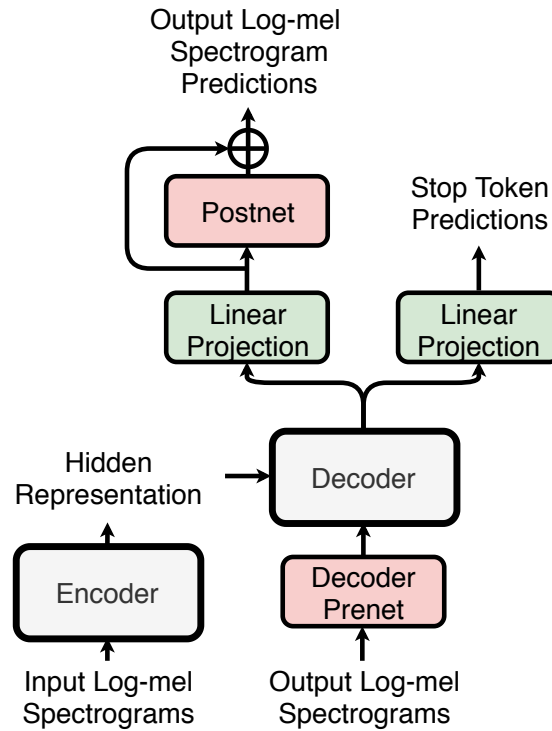 Output Log-mel
Spectrogram
Predictions
Postnet
Stop Token
Predictions
Linear
Projection
Linear
Projection
Hidden
Representation
Decoder
Encoder
Decoder
Prenet
Input Log-mel
Spectrograms
Output Log-mel
Spectrograms